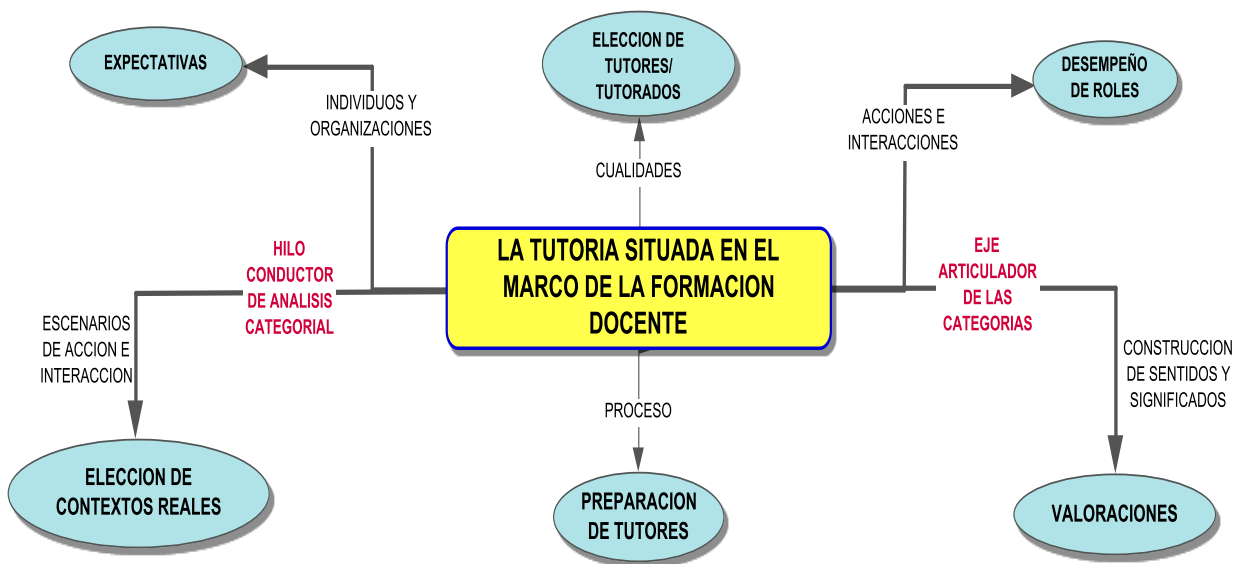 EXPECTATIVAS
INDIVIDUOS Y
ORGANIZACIONES
ELECCION DE
TUTORES/
TUTORADOS
CUALIDADES
DESEMPEÑO
DE ROLES
ACCIONES E
INTERACCIONES
LA TUTORIA SITUADA EN EL
MARCO DE LA FORMACION
DOCENTE
HILO
CONDUCTOR
DE ANALISIS
CATEGORIAL
EJE
ARTICULADOR
DE LAS
CATEGORIAS
ESCENARIOS
DE ACCION E
INTERACCION
ELECCION DE
CONTEXTOS REALES
PROCESO
PREPARACION
DE TUTORES
CONSTRUCCION
DE SENTIDOS Y
SIGNIFICADOS
VALORACIONES